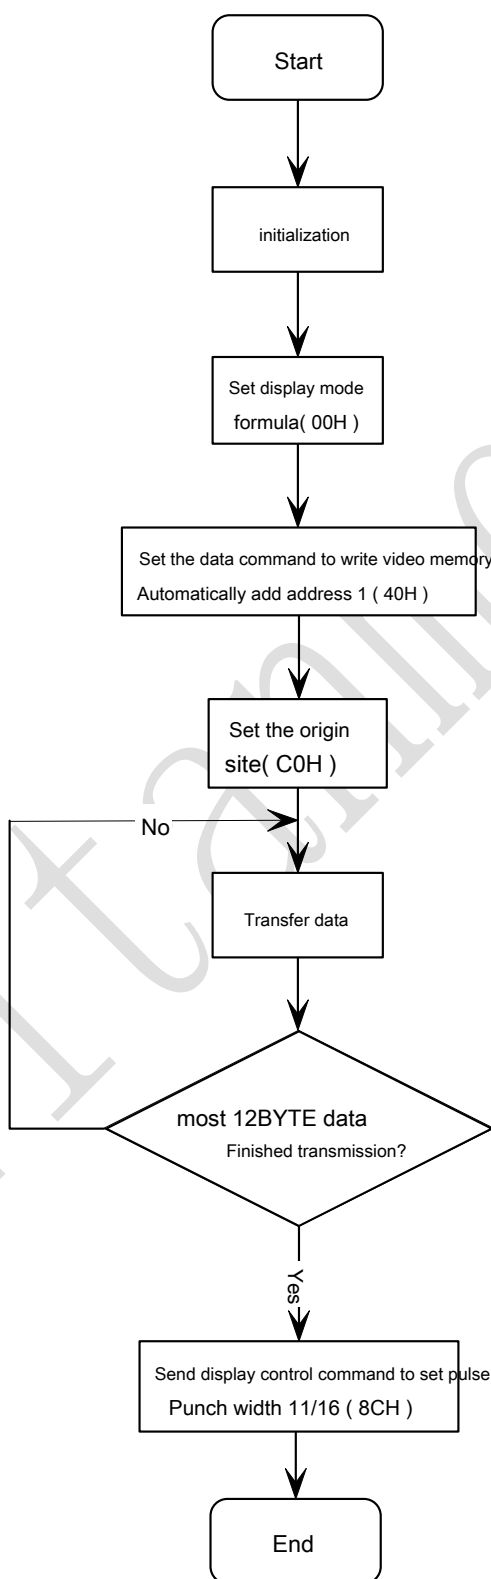 Start
initialization
Set display mode
formula( 00H )
Set the data command to write video memory
Automatically add address 1 ( 40H )
Set the origin
site( C0H )
No
Transfer data
most 12BYTE data
Finished transmission?
Yes
Send display control command to set pulse
Punch width 11/16 ( 8CH )
End